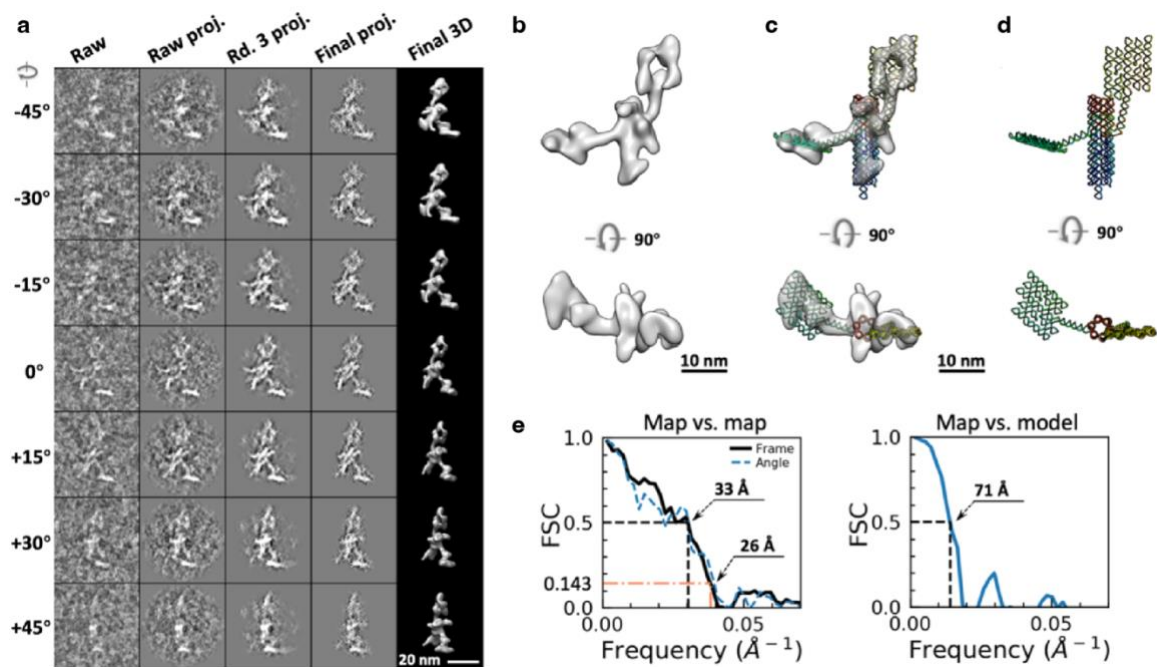 a
Raw
Raw proj.
Rd. 3 proj.
Final proj.
Final 3D
-45°
-30°
-15°
0°
+15°
+30°
+45°
20 nm
b
c
d
90°
90°
90°
10 nm
10 nm
e
Map vs. map
Frame
Angle
33 Å
26 Å
1.0
0.5
0.143
0.0
FSC
0.00
0.05
Frequency (Å⁻¹)
Map vs. model
71 Å
1.0
0.5
0.0
FSC
0.00
0.05
Frequency (Å⁻¹)